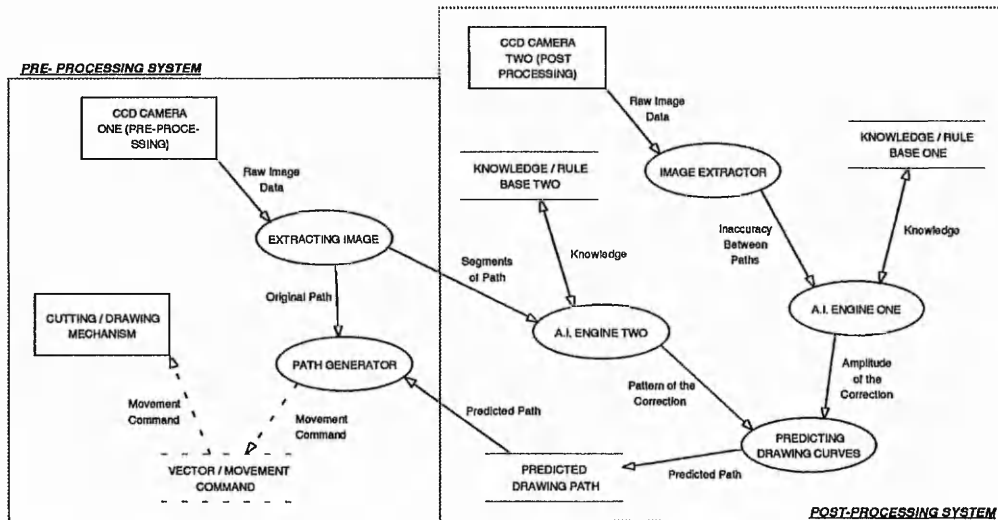 PRE- PROCESSING SYSTEM
CCD CAMERA
ONE (PRE-PROCE-
SSING)
Raw Image
Data
EXTRACTING IMAGE
Original Path
CUTTING / DRAWING
MECHANISM
PATH GENERATOR
Movement
Command
Movement
Command
VECTOR / MOVEMENT
COMMAND
CCD CAMERA
TWO (POST
PROCESSING)
Raw Image
Data
KNOWLEDGE / RULE
BASE TWO
IMAGE EXTRACTOR
KNOWLEDGE / RULE
BASE ONE
Segments
of Path
Knowledge
Inaccuracy
Between
Paths
Knowledge
A.I. ENGINE TWO
A.I. ENGINE ONE
Pattern of the
Correction
Amplitude
of the
Correction
Predicted Path
PREDICTING
DRAWING CURVES
PREDICTED
DRAWING PATH
Predicted Path
POST-PROCESSING SYSTEM